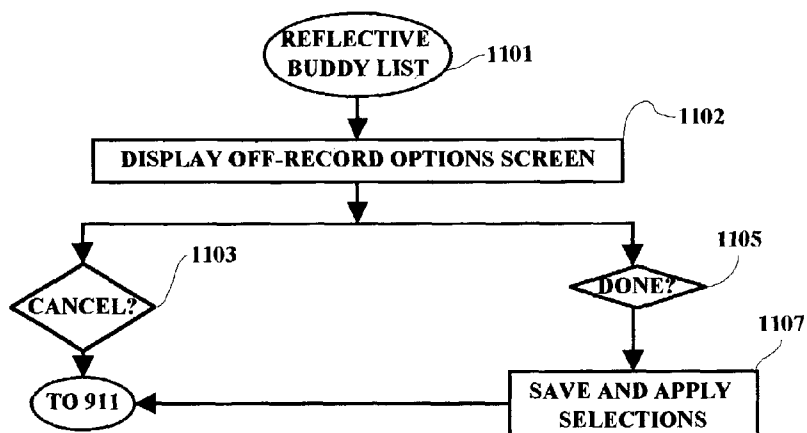 REFLECTIVE
BUDDY LIST
1101
1102
DISPLAY OFF-RECORD OPTIONS SCREEN
1103
1105
CANCEL?
DONE?
1107
TO 911
SAVE AND APPLY
SELECTIONS